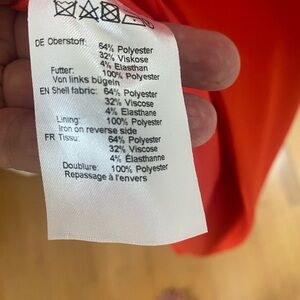 DE Oberstoff: 64% Polyester
32% Viskose
4% Elasthan
Futter: 100% Polyester
Von links bügeln
EN Shell fabric: 64% Polyester
32% Viscose
4% Elasthane
Lining: 100% Polyester
Iron on reverse side
FR Tissu: 64% Polyester
32% Viscose
4% Élasthanne
Doublure: 100% Polyester
Repassage à l'envers